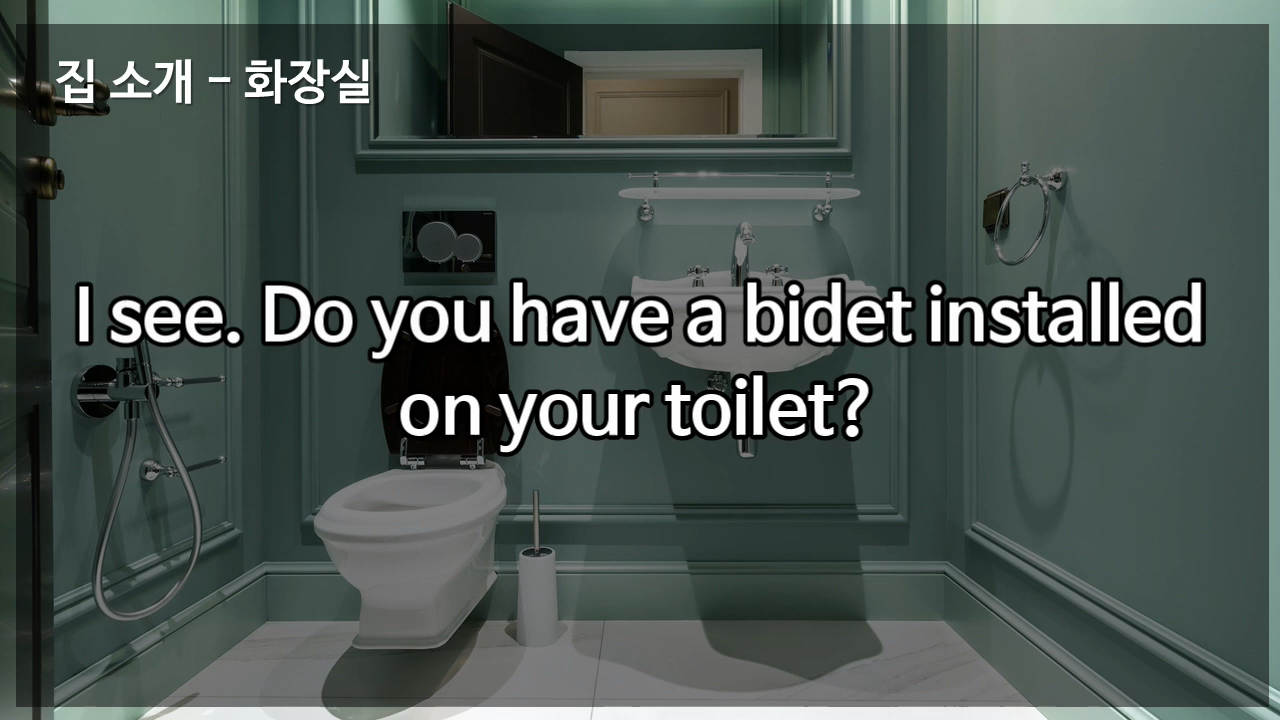 집 소개 - 화장실
I see. Do you have a bidet installed
on your toilet?